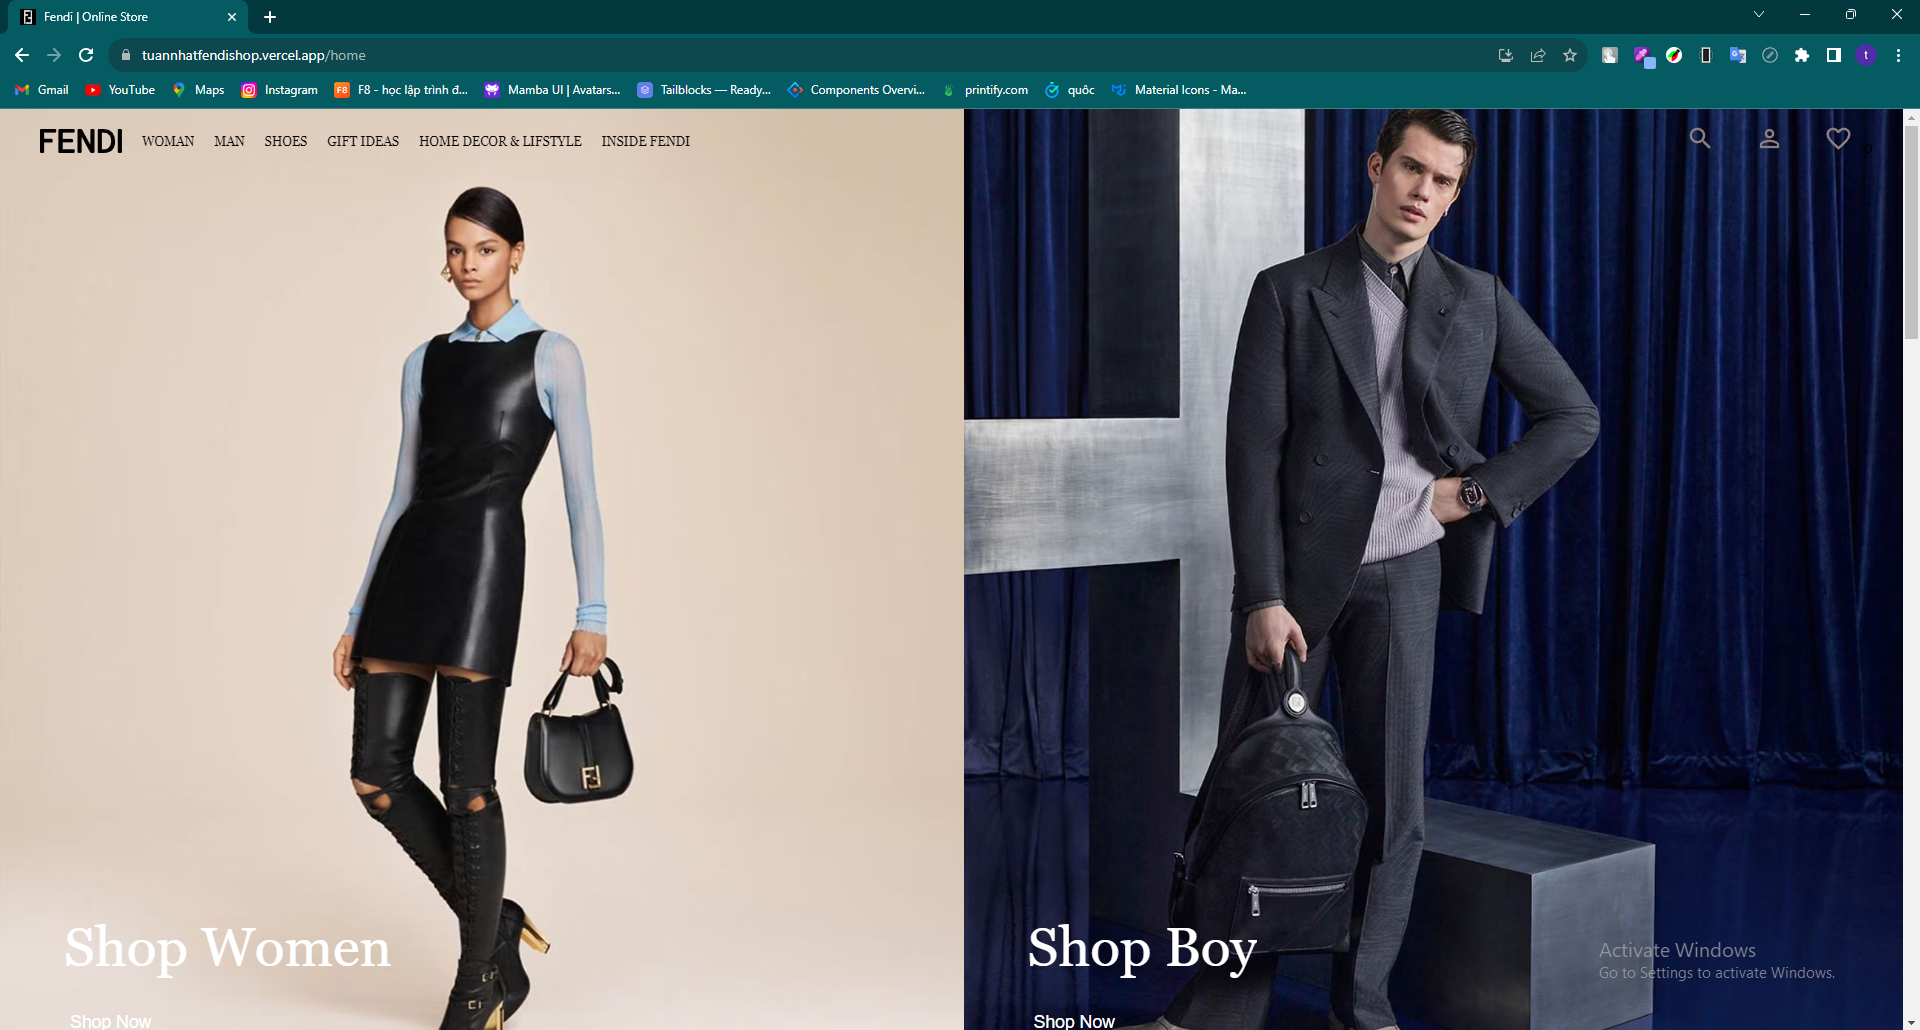 Fendi | Online Store
tuannhatfendishop.vercel.app/home
Gmail YouTube Maps Instagram F8 - học lập trình đ... Mamba UI | Avatars... Tailblocks — Ready... Components Overvi... printify.com quôc Material Icons - Ma...
FENDI WOMAN MAN SHOES GIFT IDEAS HOME DECOR & LIFSTYLE INSIDE FENDI
0
Shop Women
Shop Now
Shop Boy
Shop Now
Activate Windows
Go to Settings to activate Windows.